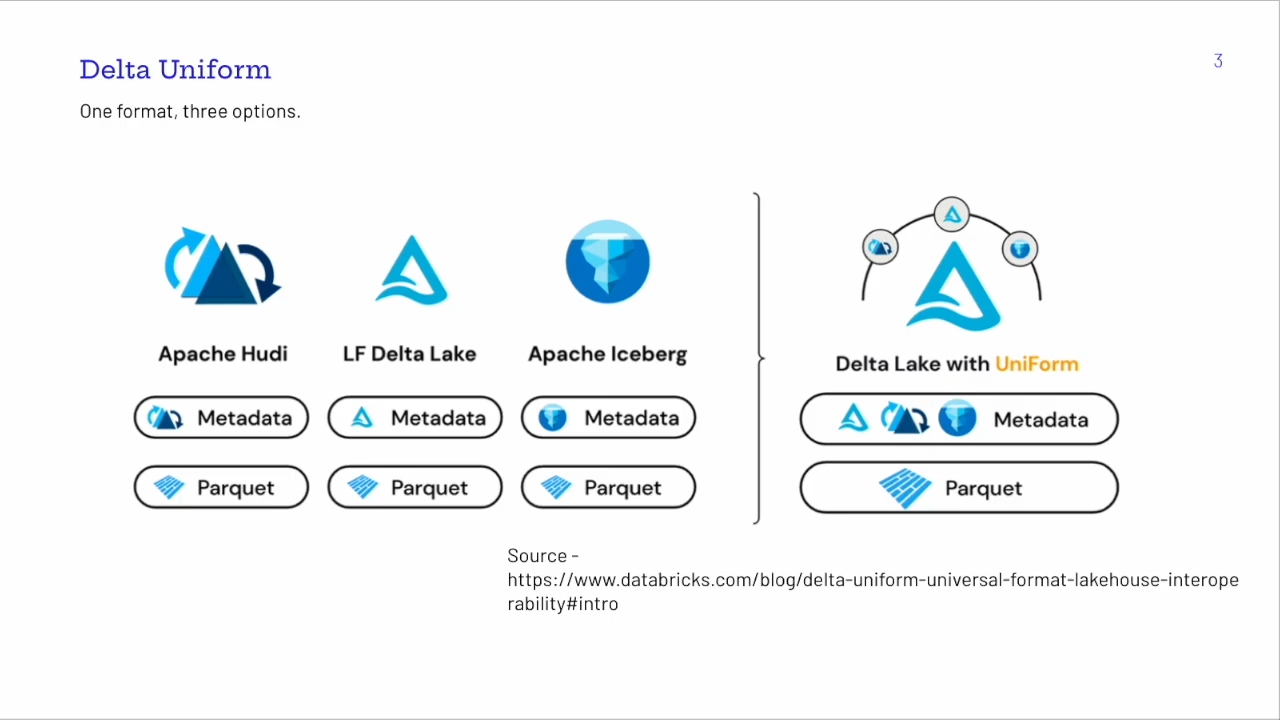 Delta Uniform
3
One format, three options.
Apache Hudi
LF Delta Lake
Apache Iceberg
Delta Lake with UniForm
Metadata
Metadata
Metadata
Metadata
Parquet
Parquet
Parquet
Parquet
Source -
https://www.databricks.com/blog/delta-uniform-universal-format-lakehouse-interope
rability#intro